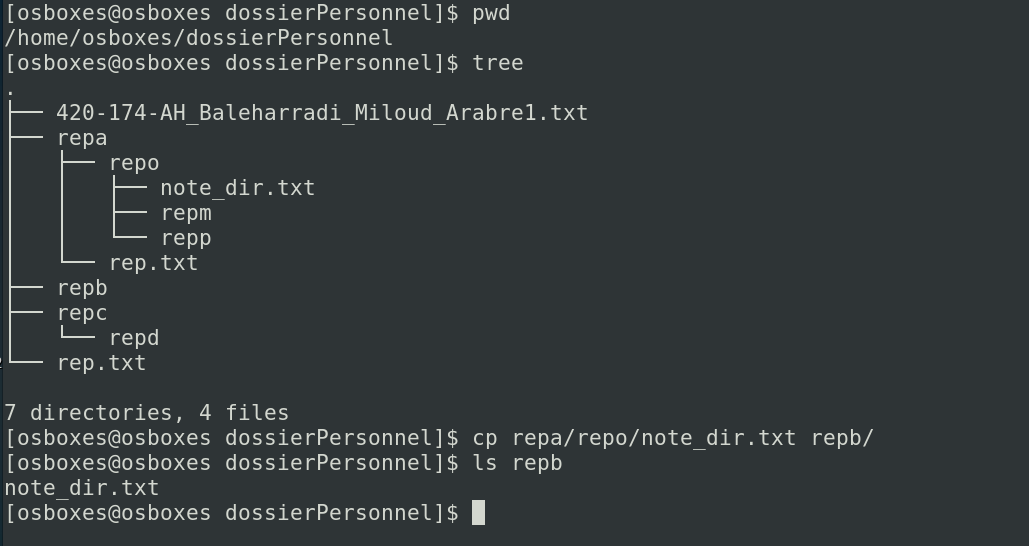 [osboxes@osboxes dossierPersonnel]$ pwd
/home/osboxes/dossierPersonnel
[osboxes@osboxes dossierPersonnel]$ tree
.
├── 420-174-AH_Baleharradi_Miloud_Arabre1.txt
├── repa
│   ├── repo
│   │   ├── note_dir.txt
│   │   ├── repm
│   │   └── repp
│   └── rep.txt
├── repb
├── repc
│   └── repd
└── rep.txt
7 directories, 4 files
[osboxes@osboxes dossierPersonnel]$ cp repa/repo/note_dir.txt repb/
[osboxes@osboxes dossierPersonnel]$ ls repb
note_dir.txt
[osboxes@osboxes dossierPersonnel]$